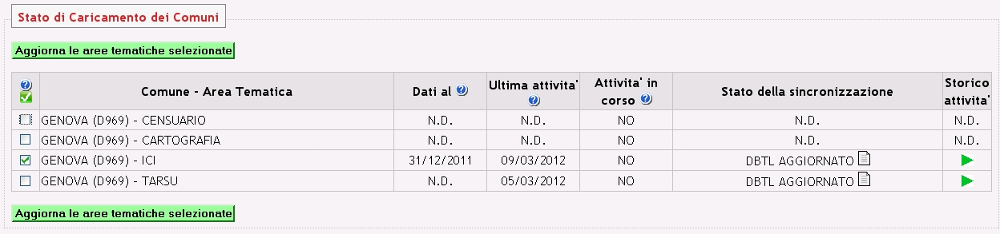 Stato di Caricamento dei Comuni
Aggiorna le aree tematiche selezionate
Comune - Area Tematica Dati al Ultima attivita' Attivita' in corso Stato della sincronizzazione Storico attivita'
GENOVA (D969) - CENSUARIO N.D. N.D. NO N.D. N.D.
GENOVA (D969) - CARTOGRAFIA N.D. N.D. NO N.D. N.D.
GENOVA (D969) - ICI 31/12/2011 09/03/2012 NO DBTL AGGIORNATO
GENOVA (D969) - TARSU N.D. 05/03/2012 NO DBTL AGGIORNATO
Aggiorna le aree tematiche selezionate